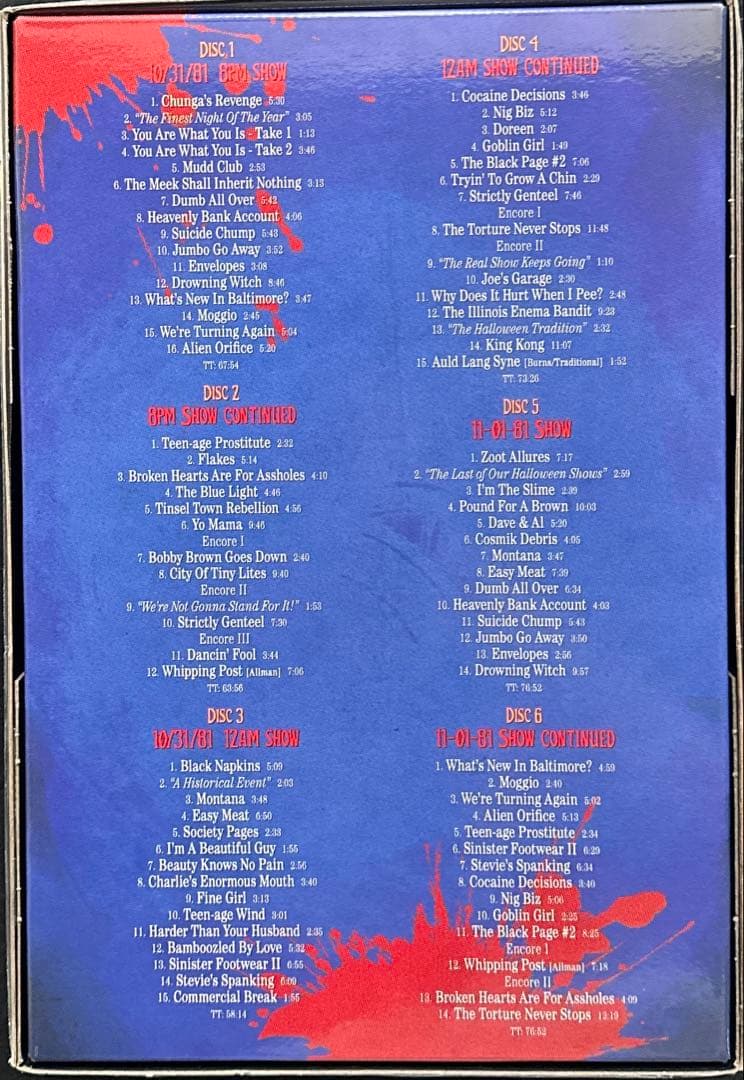 DISC 1
10/31/81 8PM SHOW
1. Chunga's Revenge 5:30
2. "The Finest Night Of The Year" 3:05
3. You Are What You Is - Take 1 1:13
4. You Are What You Is - Take 2 3:46
5. Mudd Club 2:53
6. The Meek Shall Inherit Nothing 3:13
7. Dumb All Over 5:42
8. Heavenly Bank Account 4:06
9. Suicide Chump 5:43
10. Jumbo Go Away 3:52
11. Envelopes 3:08
12. Drowning Witch 8:46
13. What's New In Baltimore? 3:47
14. Moggio 2:45
15. We're Turning Again 5:04
16. Alien Orifice 5:20
TT: 67:54
DISC 2
8PM SHOW CONTINUED
1. Teen-age Prostitute 2:32
2. Flakes 5:14
3. Broken Hearts Are For Assholes 4:10
4. The Blue Light 4:46
5. Tinsel Town Rebellion 4:56
6. Yo Mama 9:46
Encore I
7. Bobby Brown Goes Down 2:40
8. City Of Tiny Lites 9:40
Encore II
9. "We're Not Gonna Stand For It!" 1:53
10. Strictly Genteel 7:30
Encore III
11. Dancin' Fool 3:44
12. Whipping Post [Allman] 7:06
TT: 63:56
DISC 3
10/31/81 12AM SHOW
1. Black Napkins 5:09
2. "A Historical Event" 2:03
3. Montana 3:48
4. Easy Meat 6:50
5. Society Pages 2:33
6. I'm A Beautiful Guy 1:55
7. Beauty Knows No Pain 2:56
8. Charlie's Enormous Mouth 3:40
9. Fine Girl 3:13
10. Teen-age Wind 3:01
11. Harder Than Your Husband 2:35
12. Bamboozled By Love 5:32
13. Sinister Footwear II 6:55
14. Stevie's Spanking 6:09
15. Commercial Break 1:55
TT: 58:14
DISC 4
12AM SHOW CONTINUED
1. Cocaine Decisions 3:46
2. Nig Biz 5:12
3. Doreen 2:07
4. Goblin Girl 1:49
5. The Black Page #2 7:06
6. Tryin' To Grow A Chin 2:29
7. Strictly Genteel 7:46
Encore I
8. The Torture Never Stops 11:48
Encore II
9. "The Real Show Keeps Going" 1:10
10. Joe's Garage 2:30
11. Why Does It Hurt When I Pee? 2:48
12. The Illinois Enema Bandit 9:23
13. "The Halloween Tradition" 2:32
14. King Kong 11:07
15. Auld Lang Syne [Burns/Traditional] 1:52
TT: 73:26
DISC 5
11-01-81 SHOW
1. Zoot Allures 7:17
2. "The Last of Our Halloween Shows" 2:59
3. I'm The Slime 2:39
4. Pound For A Brown 10:03
5. Dave & Al 5:20
6. Cosmik Debris 4:05
7. Montana 3:47
8. Easy Meat 7:39
9. Dumb All Over 6:34
10. Heavenly Bank Account 4:03
11. Suicide Chump 5:43
12. Jumbo Go Away 3:50
13. Envelopes 2:56
14. Drowning Witch 9:57
TT: 76:52
DISC 6
11-01-81 SHOW CONTINUED
1. What's New In Baltimore? 4:59
2. Moggio 2:40
3. We're Turning Again 5:02
4. Alien Orifice 5:13
5. Teen-age Prostitute 2:34
6. Sinister Footwear II 6:29
7. Stevie's Spanking 6:34
8. Cocaine Decisions 3:40
9. Nig Biz 5:06
10. Goblin Girl 2:25
11. The Black Page #2 8:25
Encore I
12. Whipping Post [Allman] 7:18
Encore II
13. Broken Hearts Are For Assholes 4:09
14. The Torture Never Stops 13:19
TT: 76:52